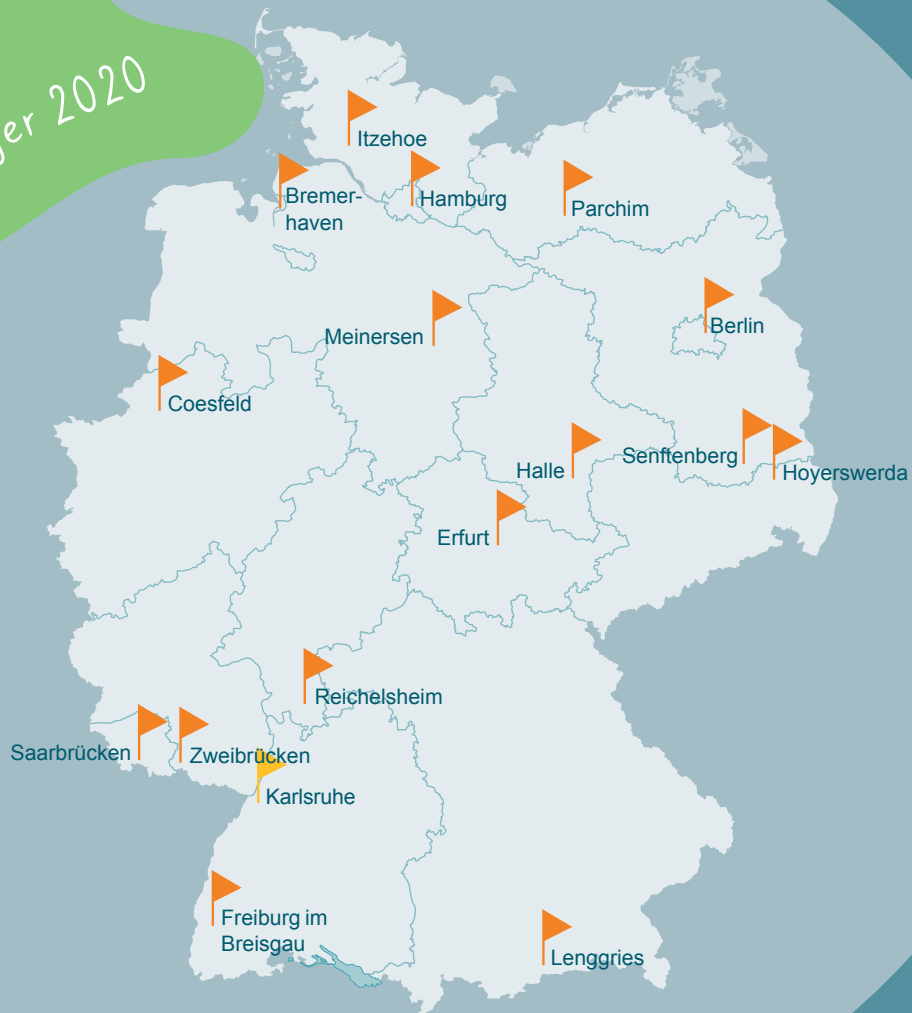 2020
Itzehoe
Bremer-
haven
Hamburg
Parchim
Meinersen
Berlin
Coesfeld
Senftenberg
Halle
Hoyerswerda
Erfurt
Reichelsheim
Saarbrücken
Zweibrücken
Karlsruhe
Freiburg im
Breisgau
Lenggries